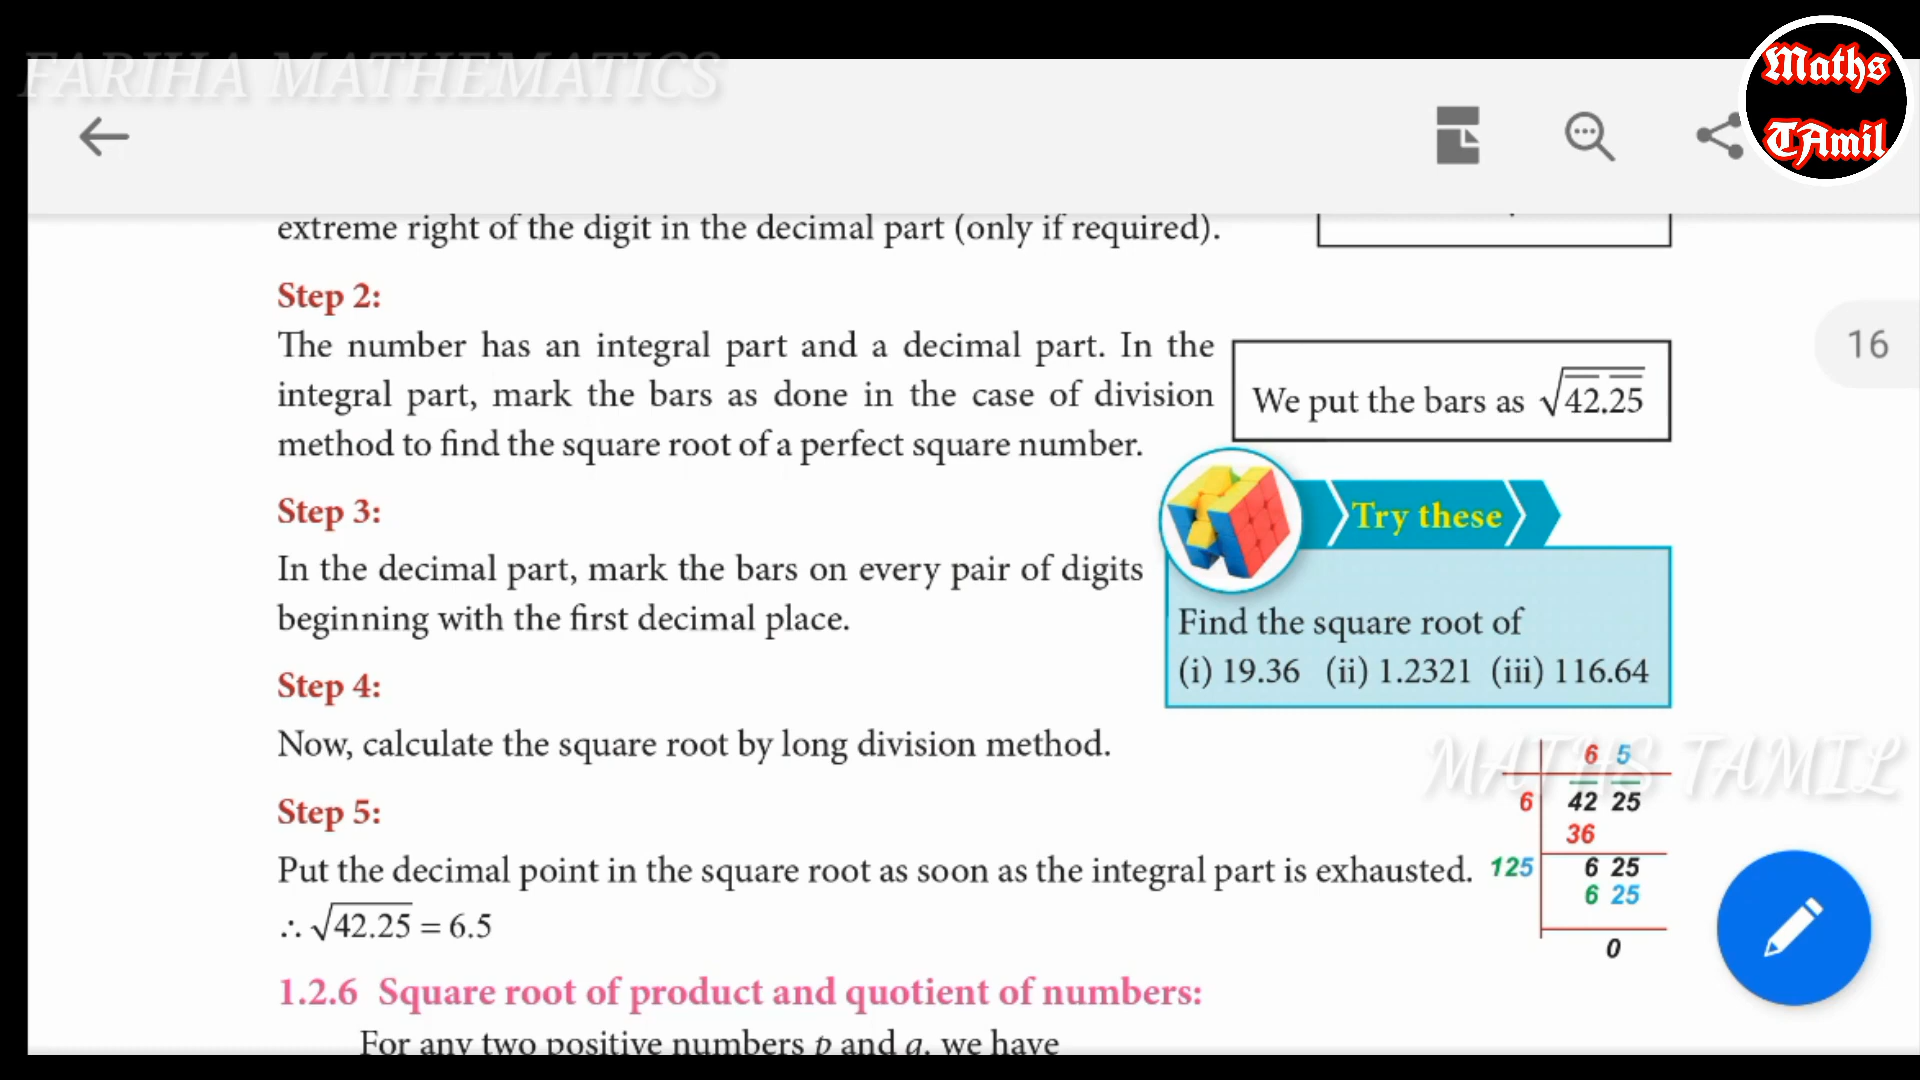 FARIHA MATHEMATICS
Maths
TAmil
extreme right of the digit in the decimal part (only if required).
Step 2:
The number has an integral part and a decimal part. In the
integral part, mark the bars as done in the case of division
method to find the square root of a perfect square number.
We put the bars as √42.25
16
Step 3:
In the decimal part, mark the bars on every pair of digits
beginning with the first decimal place.
Try these
Find the square root of
(i) 19.36 (ii) 1.2321 (iii) 116.64
Step 4:
Now, calculate the square root by long division method.
MATHS TAMIL
Step 5:
Put the decimal point in the square root as soon as the integral part is exhausted.
∴ √42.25 = 6.5
6 5
6 42 25
36
125 6 25
6 25
0
1.2.6 Square root of product and quotient of numbers:
For any two positive numbers p and q, we have